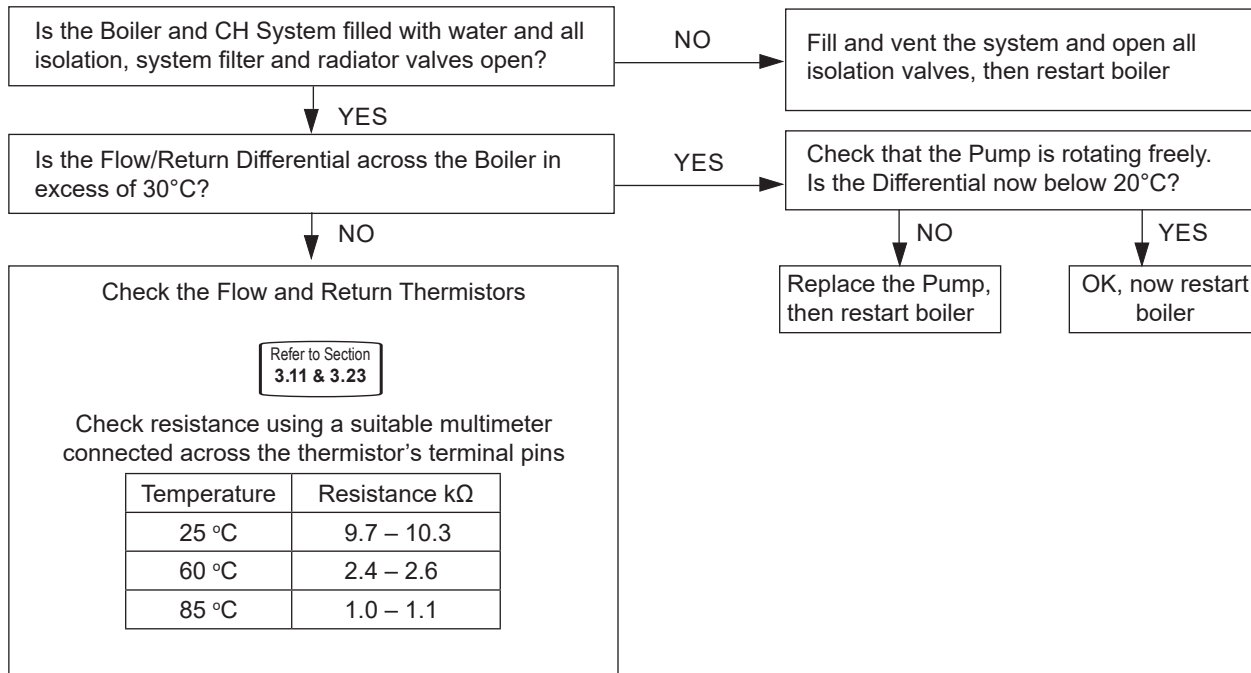 Is the Boiler and CH System filled with water and all
isolation, system filter and radiator valves open?
NO
Fill and vent the system and open all
isolation valves, then restart boiler
YES
Is the Flow/Return Differential across the Boiler in
excess of 30°C?
YES
Check that the Pump is rotating freely.
Is the Differential now below 20°C?
NO
NO
YES
Replace the Pump,
then restart boiler
OK, now restart
boiler
Check the Flow and Return Thermistors
Refer to Section
3.11 & 3.23
Check resistance using a suitable multimeter
connected across the thermistor’s terminal pins
Temperature Resistance kΩ
25 °C 9.7 – 10.3
60 °C 2.4 – 2.6
85 °C 1.0 – 1.1